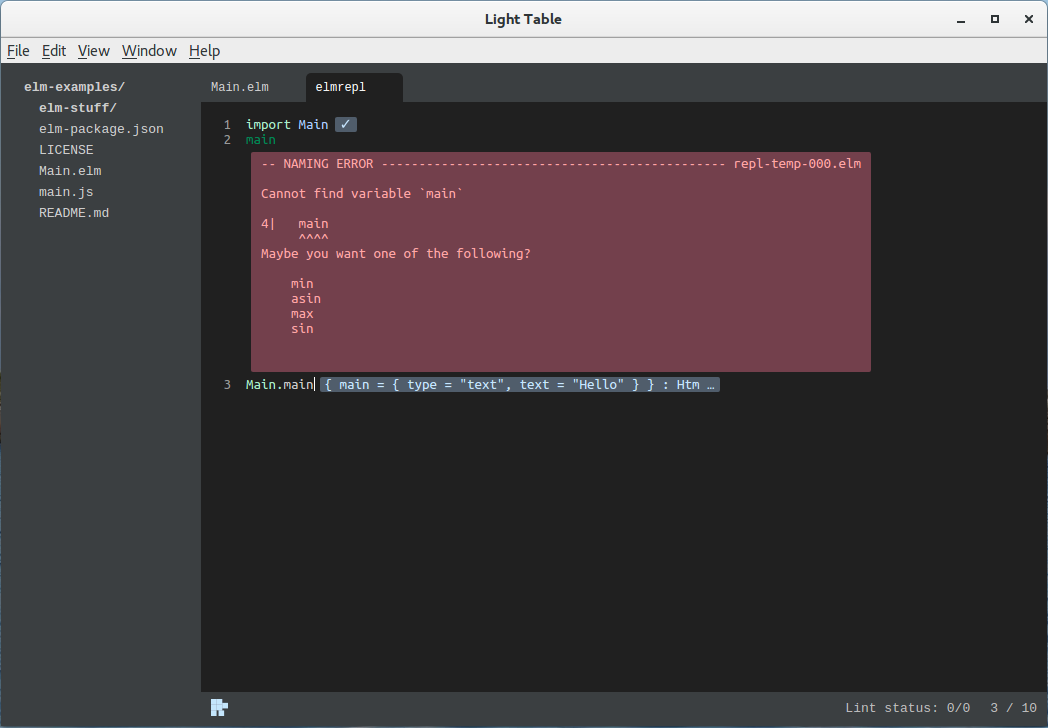 Light Table
File Edit View Window Help
elm-examples/
elm-stuff/
elm-package.json
LICENSE
Main.elm
main.js
README.md
Main.elm elmrepl
1 import Main ✓
2 main
-- NAMING ERROR ---------------------------------------------- repl-temp-000.elm
Cannot find variable `main`
4| main
^^^^
Maybe you want one of the following?
min
asin
max
sin
3 Main.main { main = { type = "text", text = "Hello" } } : Htm …
Lint status: 0/0 3 / 10